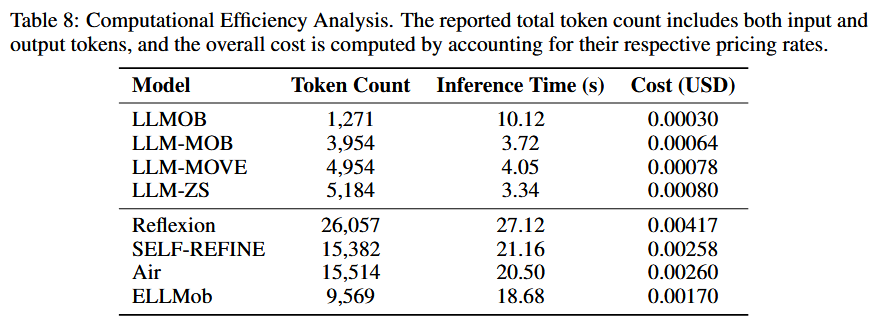 Table 8: Computational Efficiency Analysis. The reported total token count includes both input and
output tokens, and the overall cost is computed by accounting for their respective pricing rates.
Model Token Count Inference Time (s) Cost (USD)
LLMOB 1,271 10.12 0.00030
LLM-MOB 3,954 3.72 0.00064
LLM-MOVE 4,954 4.05 0.00078
LLM-ZS 5,184 3.34 0.00080
Reflexion 26,057 27.12 0.00417
SELF-REFINE 15,382 21.16 0.00258
Air 15,514 20.50 0.00260
ELLMob 9,569 18.68 0.00170